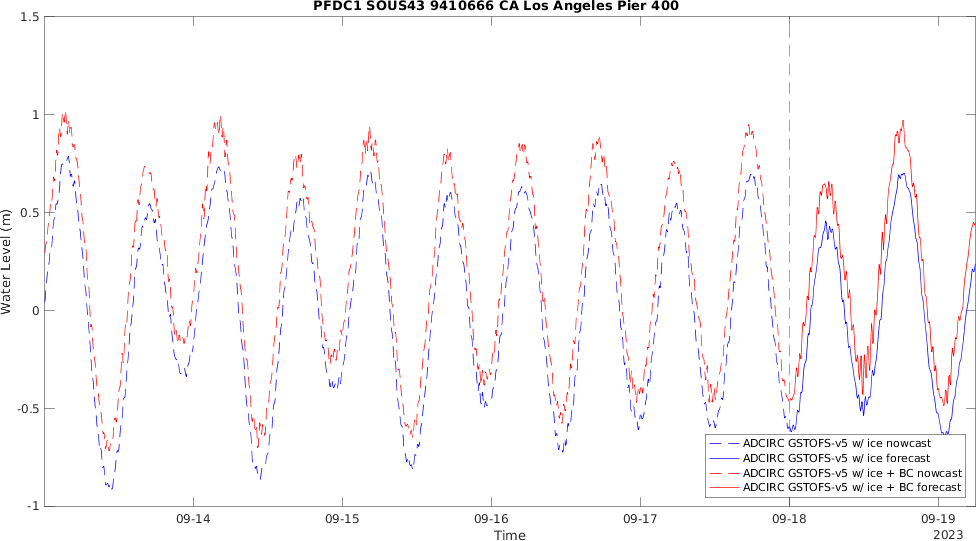 PFDC1 SOUS43 9410666 CA Los Angeles Pier 400
1.5
1
0.5
0
-0.5
-1
Water Level (m)
ADCIRC GSTOFS-v5 w/ ice nowcast
ADCIRC GSTOFS-v5 w/ ice forecast
ADCIRC GSTOFS-v5 w/ ice + BC nowcast
ADCIRC GSTOFS-v5 w/ ice + BC forecast
09-14
09-15
09-16
09-17
09-18
09-19
Time
2023